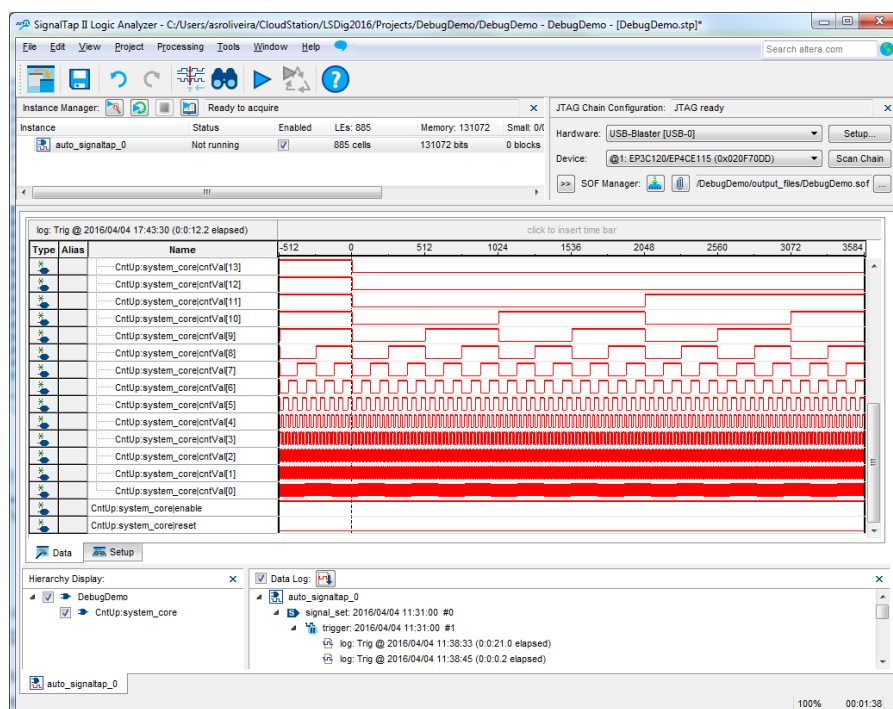 SignalTap II Logic Analyzer - C:/Users/asroliveira/CloudStation/LSDig2016/Projects/DebugDemo/DebugDemo - DebugDemo - [DebugDemo.stp]*
File Edit View Project Processing Tools Window Help
Search altera.com
Instance Manager: Ready to acquire x
JTAG Chain Configuration: JTAG ready x
Instance Status Enabled LEs: 885 Memory: 131072 Small: 0/0
auto_signaltap_0 Not running 885 cells 131072 bits 0 blocks
Hardware: USB-Blaster [USB-0] Setup...
Device: @1: EP3C120/EP4CE115 (0x020F70DD) Scan Chain
>> SOF Manager: /DebugDemo/output_files/DebugDemo.sof ...
log: Trig @ 2016/04/04 17:43:30 (0:0:12.2 elapsed) click to insert time bar
Type Alias Name -512 0 512 1024 1536 2048 2560 3072 3584
CntUp:system_core|cntVal[13]
CntUp:system_core|cntVal[12]
CntUp:system_core|cntVal[11]
CntUp:system_core|cntVal[10]
CntUp:system_core|cntVal[9]
CntUp:system_core|cntVal[8]
CntUp:system_core|cntVal[7]
CntUp:system_core|cntVal[6]
CntUp:system_core|cntVal[5]
CntUp:system_core|cntVal[4]
CntUp:system_core|cntVal[3]
CntUp:system_core|cntVal[2]
CntUp:system_core|cntVal[1]
CntUp:system_core|cntVal[0]
CntUp:system_core|enable
CntUp:system_core|reset
Data Setup
Hierarchy Display: x
DebugDemo
CntUp:system_core
Data Log: x
auto_signaltap_0
signal_set: 2016/04/04 11:31:00 #0
trigger: 2016/04/04 11:31:00 #1
log: Trig @ 2016/04/04 11:38:33 (0:0:21.0 elapsed)
log: Trig @ 2016/04/04 11:38:45 (0:0:0.2 elapsed)
auto_signaltap_0
100% 00:01:38